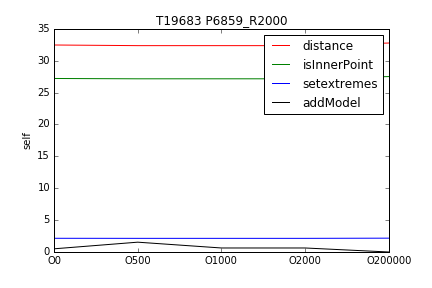 T19683 P6859_R2000
distance
isInnerPoint
setextremes
addModel
self
35
30
25
20
15
10
5
0
O0 O500 O1000 O2000 O200000